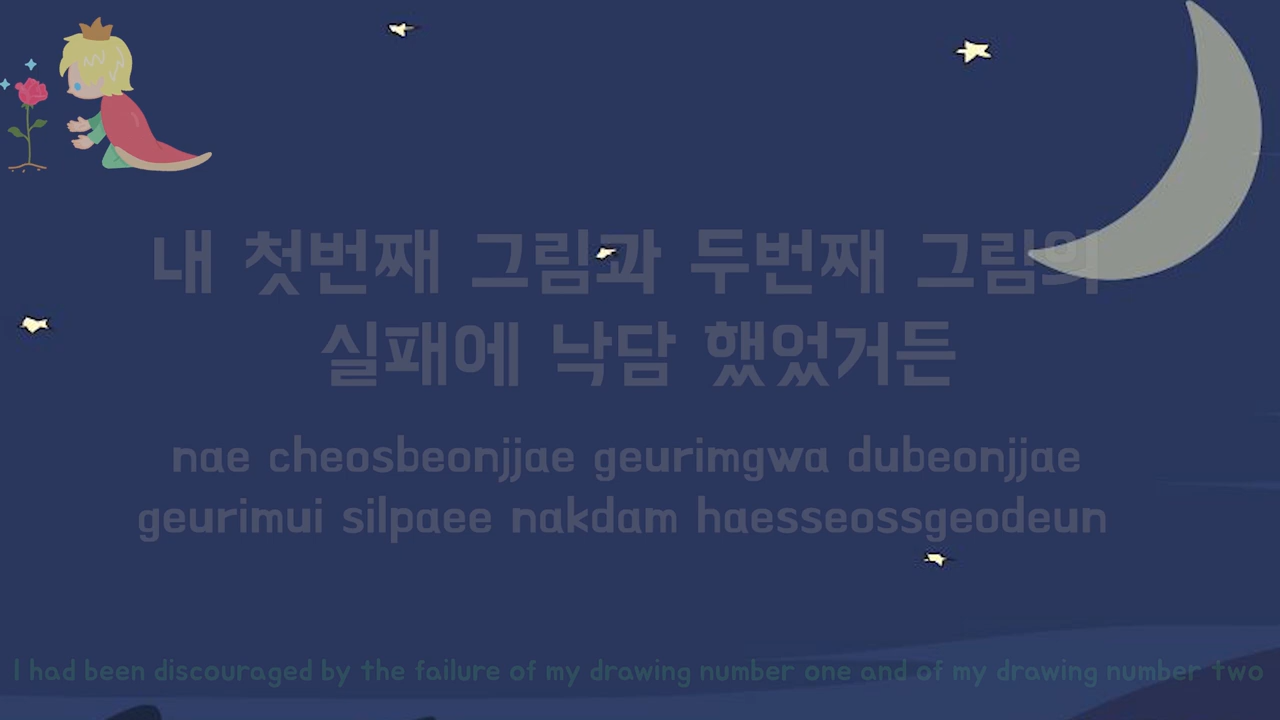 내 첫번째 그림과 두번째 그림의
실패에 낙담 했었거든
nae cheosbeonjjae geurimgwa dubeonjjae
geurimui silpaee nakdam haesseossgeodeun
I had been discouraged by the failure of my drawing number one and of my drawing number two